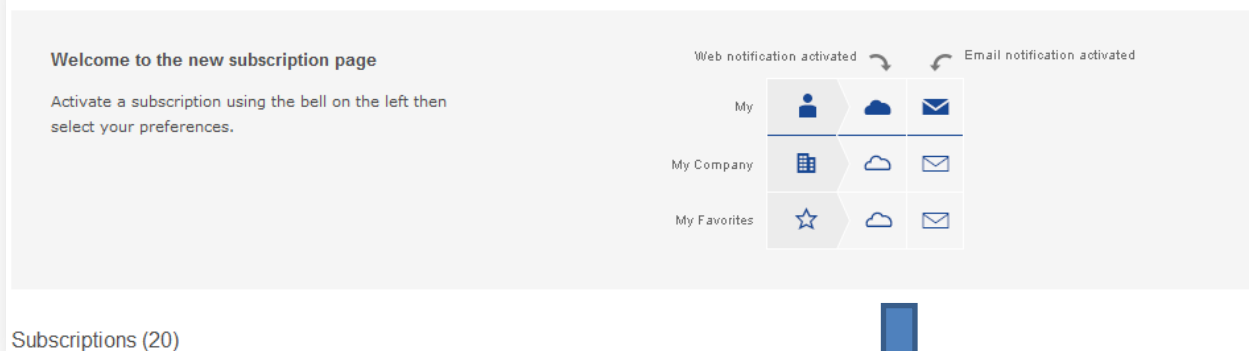 Welcome to the new subscription page
Activate a subscription using the bell on the left then
select your preferences.
Web notification activated
Email notification activated
My
My Company
My Favorites
Subscriptions (20)